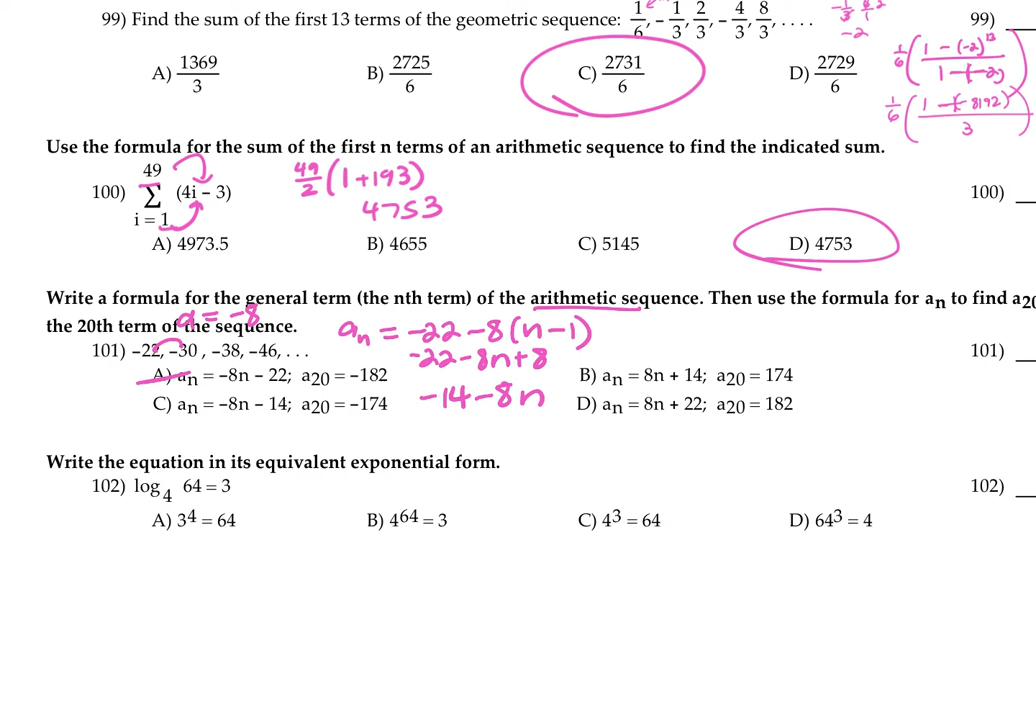 99) Find the sum of the first 13 terms of the geometric sequence: 1/6, -1/3, 2/3, -4/3, 8/3, . . . . 99)
-2
A) 1369/3 B) 2725/6 C) 2731/6 D) 2729/6
1/6 (1 - (-2)^13 / 1 - (-2))
1/6 (1 - (-8192) / 3)
Use the formula for the sum of the first n terms of an arithmetic sequence to find the indicated sum.
100) 49 Σ i = 1 (4i - 3) 100)
49/2 (1 + 193)
4753
A) 4973.5 B) 4655 C) 5145 D) 4753
Write a formula for the general term (the nth term) of the arithmetic sequence. Then use the formula for an to find a20
the 20th term of the sequence.
d = -8
an = -22 - 8(n - 1)
101) -22, -30 , -38, -46, . . . 101)
-22 - 8n + 8
A) an = -8n - 22; a20 = -182 B) an = 8n + 14; a20 = 174
-14 - 8n
C) an = -8n - 14; a20 = -174 D) an = 8n + 22; a20 = 182
Write the equation in its equivalent exponential form.
102) log4 64 = 3 102)
A) 3^4 = 64 B) 4^64 = 3 C) 4^3 = 64 D) 64^3 = 4